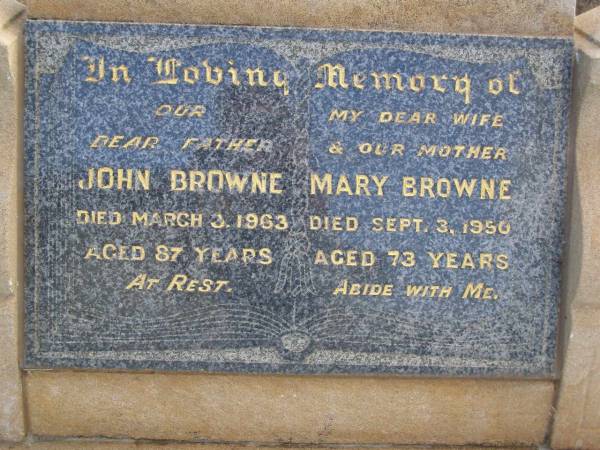 In Loving Memory of
OUR
DEAR FATHER
JOHN BROWNE
DIED MARCH 3, 1963
AGED 87 YEARS
AT REST.
MY DEAR WIFE
& OUR MOTHER
MARY BROWNE
DIED SEPT. 3, 1950
AGED 73 YEARS
ABIDE WITH ME.